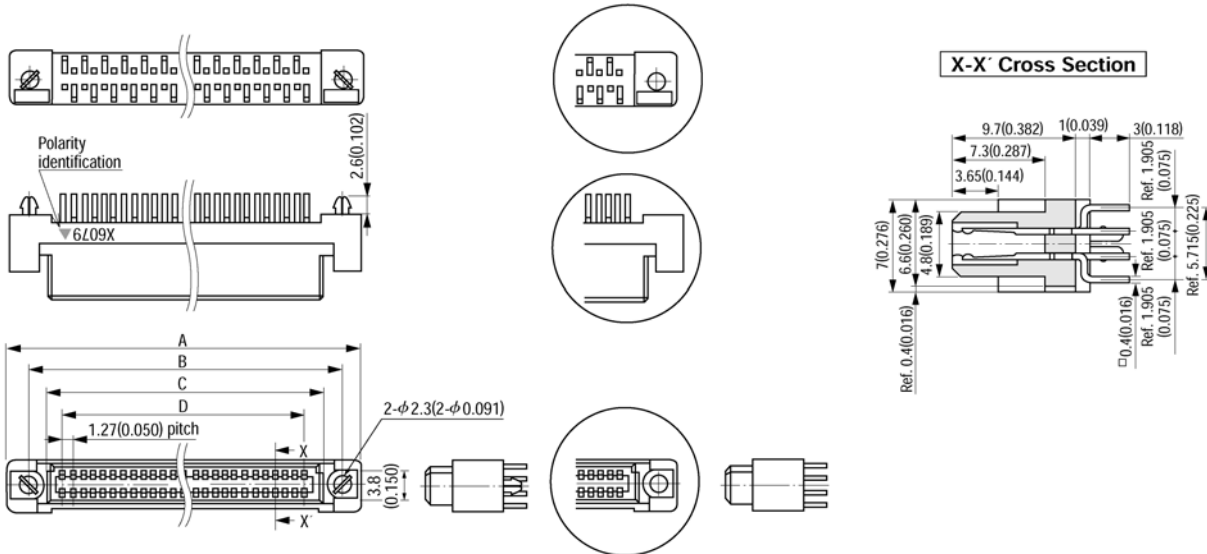 X-X´ Cross Section
9.7(0.382)
1(0.039)
3(0.118)
7.3(0.287)
3.65(0.144)
Ref. 1.905
(0.075)
Polarity
identification
2.6(0.102)
X60L6
7(0.276)
6.6(0.260)
4.8(0.189)
Ref. 1.905
(0.075)
Ref. 5.715(0.225)
Ref. 0.4(0.016)
□0.4(0.016)
Ref. 1.905
(0.075)
A
B
C
D
1.27(0.050) pitch
2-ϕ2.3(2-ϕ0.091)
X
3.8
(0.150)
X´